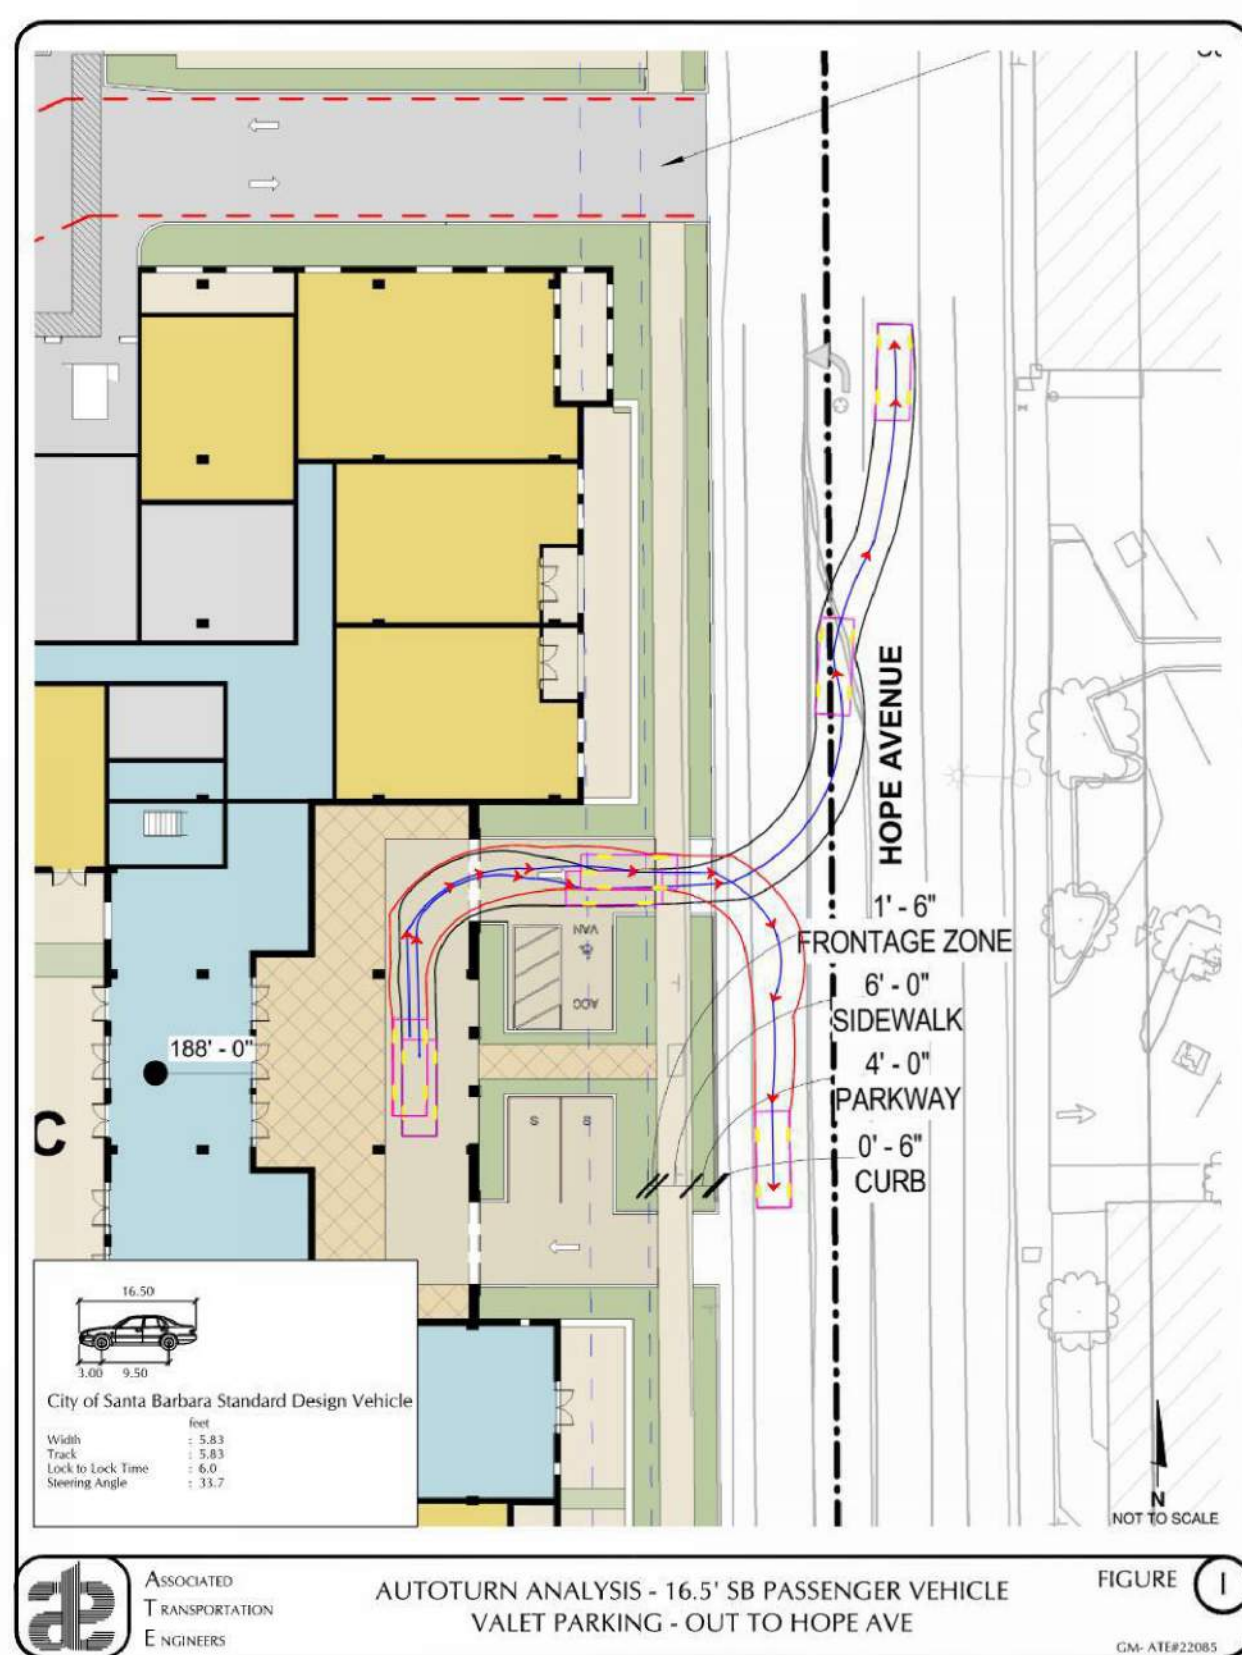 HOPE AVENUE
1' - 6"
FRONTAGE ZONE
6' - 0"
SIDEWALK
4' - 0"
PARKWAY
0' - 6"
CURB
VAN
ACC
S S
188' - 0"
C
16.50
3.00 9.50
City of Santa Barbara Standard Design Vehicle
feet
Width : 5.83
Track : 5.83
Lock to Lock Time : 6.0
Steering Angle : 33.7
N
NOT TO SCALE
ASSOCIATED
TRANSPORTATION
ENGINEERS
AUTOTURN ANALYSIS - 16.5' SB PASSENGER VEHICLE
VALET PARKING - OUT TO HOPE AVE
FIGURE 1
GM- ATE#22085